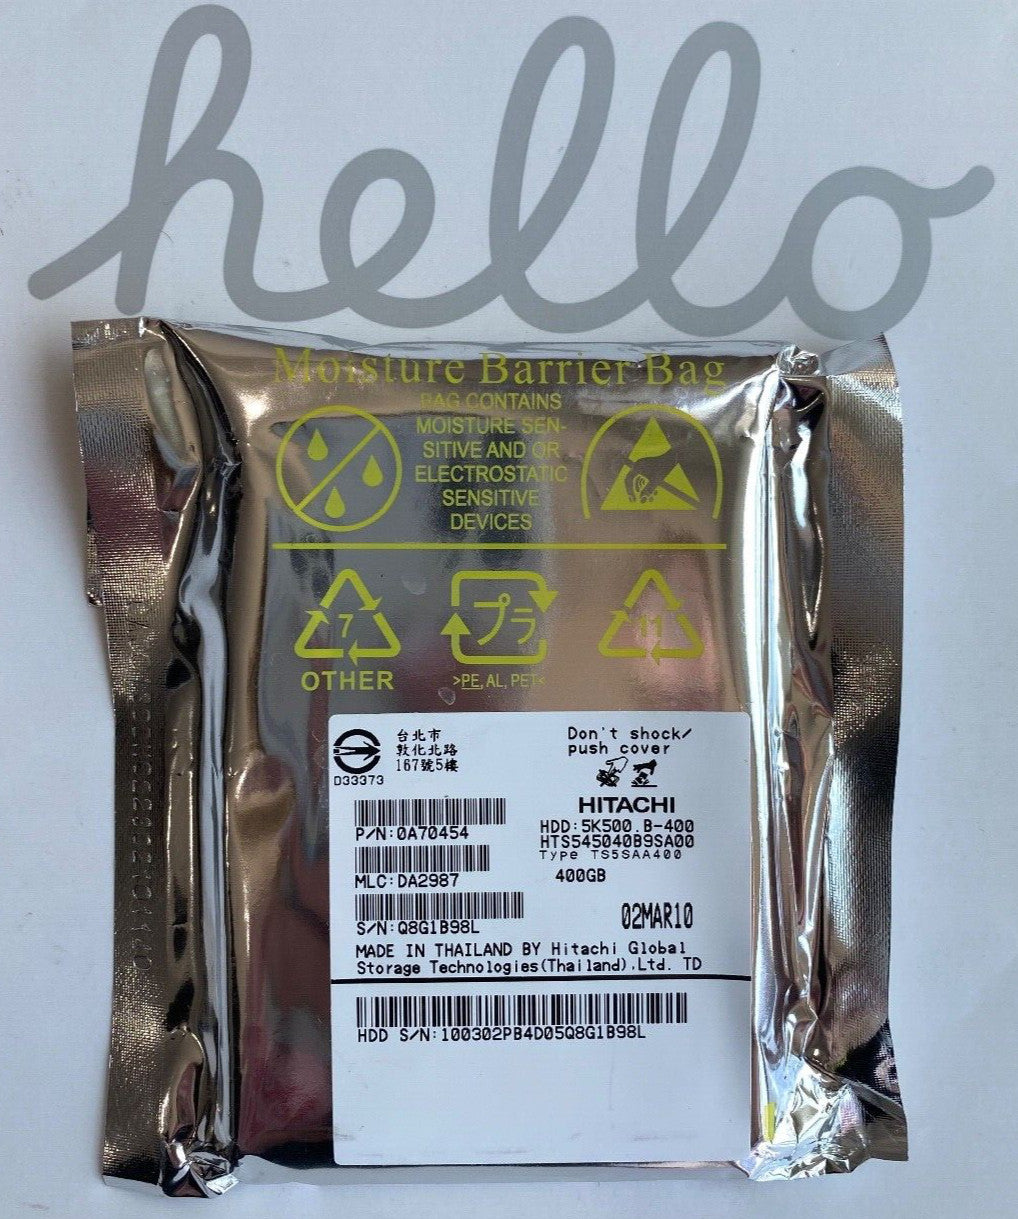 hello
Moisture Barrier Bag
BAG CONTAINS
MOISTURE SEN-
SITIVE AND OR
ELECTROSTATIC
SENSITIVE
DEVICES
7
プラ
11
OTHER
>PE, AL, PET<
台北市
敦化北路
167號5樓
D33373
Don't shock/
push cover
HITACHI
P/N:0A70454
HDD:5K500.B-400
HTS545040B9SA00
Type TS5SAA400
MLC:DA2987
400GB
S/N:Q8G1B98L
02MAR10
MADE IN THAILAND BY Hitachi Global
Storage Technologies(Thailand),Ltd. TD
HDD S/N:100302PB4D05Q8G1B98L